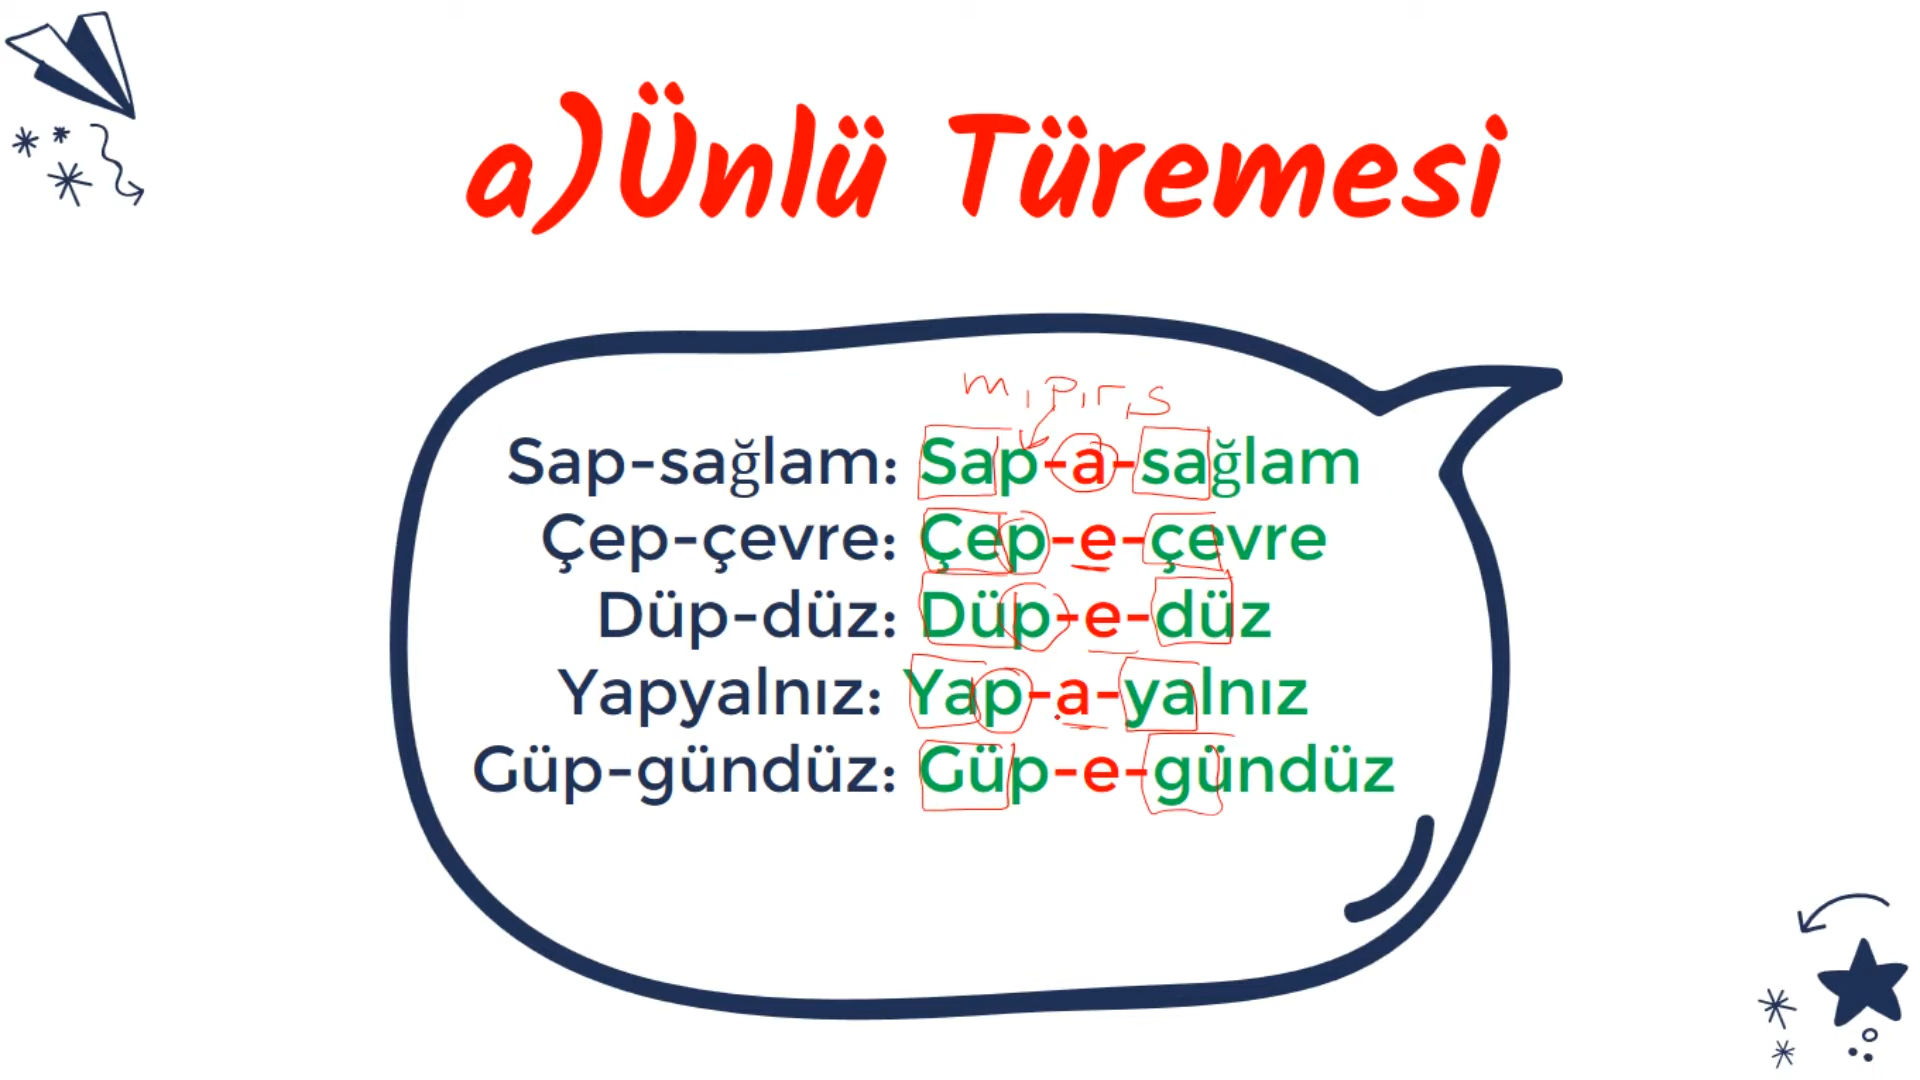 a)Ünlü Türemesi
m,p,r,s
Sap-sağlam: Sap-a-sağlam
Çep-çevre: Çep-e-çevre
Düp-düz: Düp-e-düz
Yapyalnız: Yap-a-yalnız
Güp-gündüz: Güp-e-gündüz